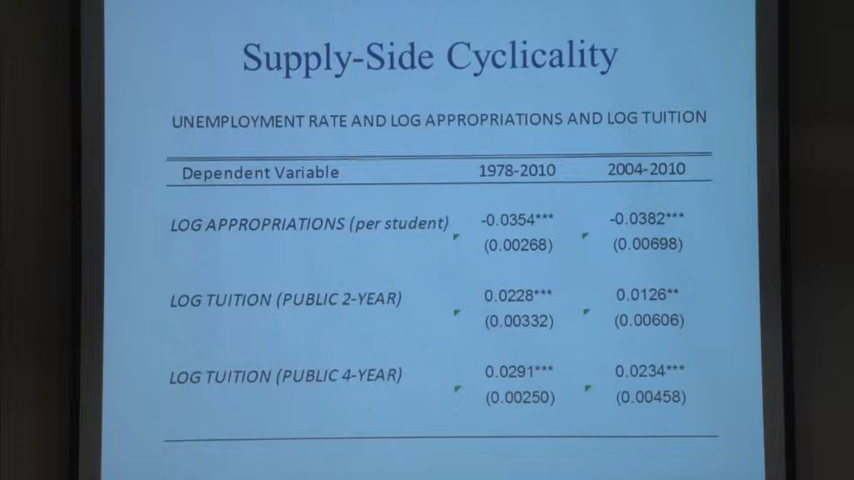 Supply-Side Cyclicality
UNEMPLOYMENT RATE AND LOG APPROPRIATIONS AND LOG TUITION
Dependent Variable 1978-2010 2004-2010
LOG APPROPRIATIONS (per student) -0.0354*** -0.0382***
(0.00268) (0.00698)
LOG TUITION (PUBLIC 2-YEAR) 0.0228*** 0.0126**
(0.00332) (0.00606)
LOG TUITION (PUBLIC 4-YEAR) 0.0291*** 0.0234***
(0.00250) (0.00458)